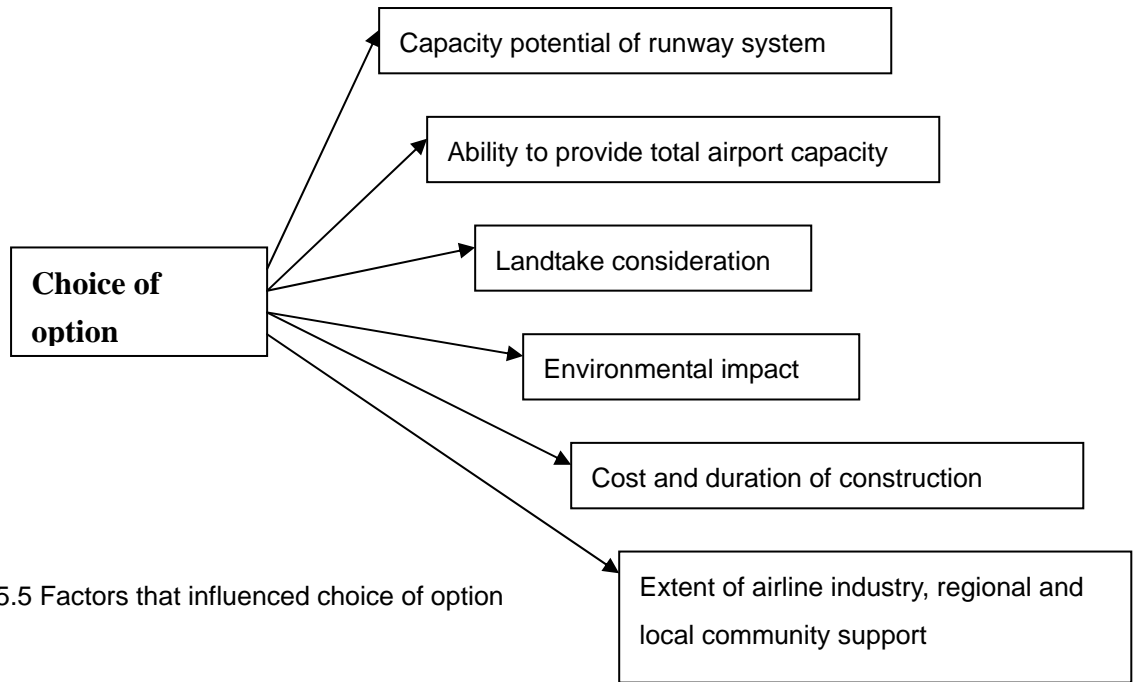 Capacity potential of runway system
Ability to provide total airport capacity
Landtake consideration
Choice of
option
Environmental impact
Cost and duration of construction
Extent of airline industry, regional and
local community support
5.5 Factors that influenced choice of option